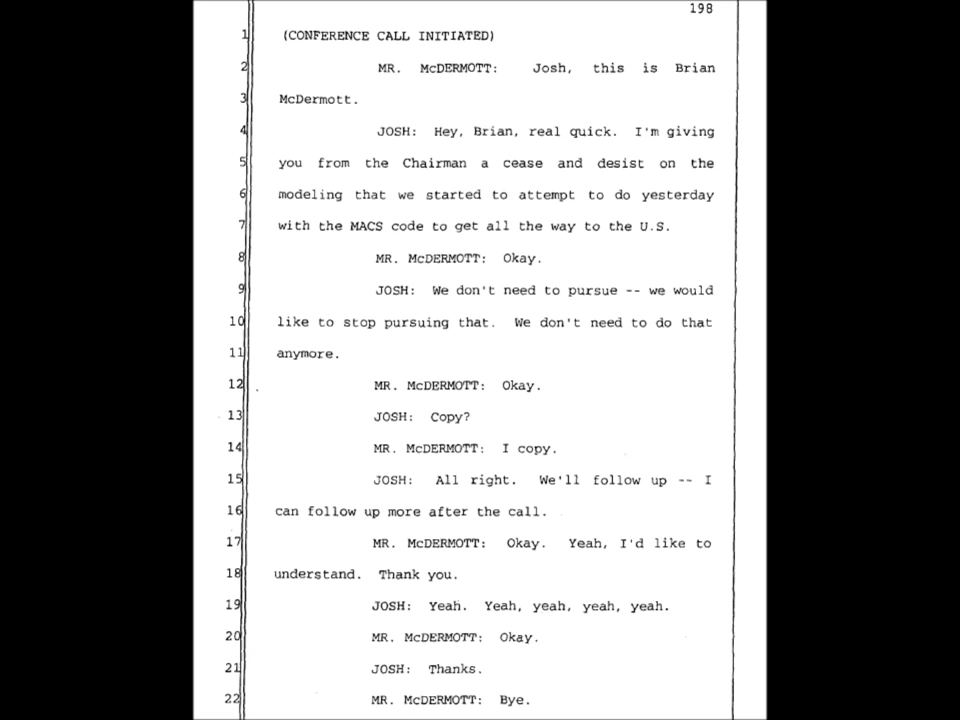 198
1 (CONFERENCE CALL INITIATED)
2 MR. McDERMOTT: Josh, this is Brian
3 McDermott.
4 JOSH: Hey, Brian, real quick. I'm giving
5 you from the Chairman a cease and desist on the
6 modeling that we started to attempt to do yesterday
7 with the MACS code to get all the way to the U.S.
8 MR. McDERMOTT: Okay.
9 JOSH: We don't need to pursue -- we would
10 like to stop pursuing that. We don't need to do that
11 anymore.
12 MR. McDERMOTT: Okay.
13 JOSH: Copy?
14 MR. McDERMOTT: I copy.
15 JOSH: All right. We'll follow up -- I
16 can follow up more after the call.
17 MR. McDERMOTT: Okay. Yeah, I'd like to
18 understand. Thank you.
19 JOSH: Yeah. Yeah, yeah, yeah, yeah.
20 MR. McDERMOTT: Okay.
21 JOSH: Thanks.
22 MR. McDERMOTT: Bye.